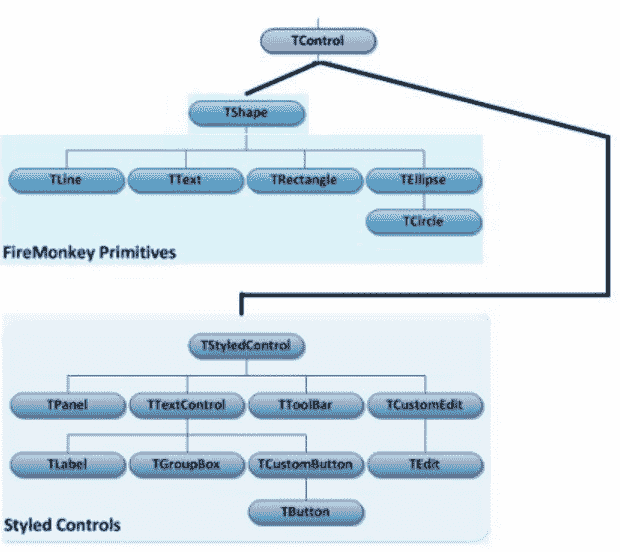 TControl
TShape
TLine TText TRectangle TEllipse
TCircle
FireMonkey Primitives
TStyledControl
TPanel TTextControl TToolBar TCustomEdit
TLabel TGroupBox TCustomButton TEdit
TButton
Styled Controls